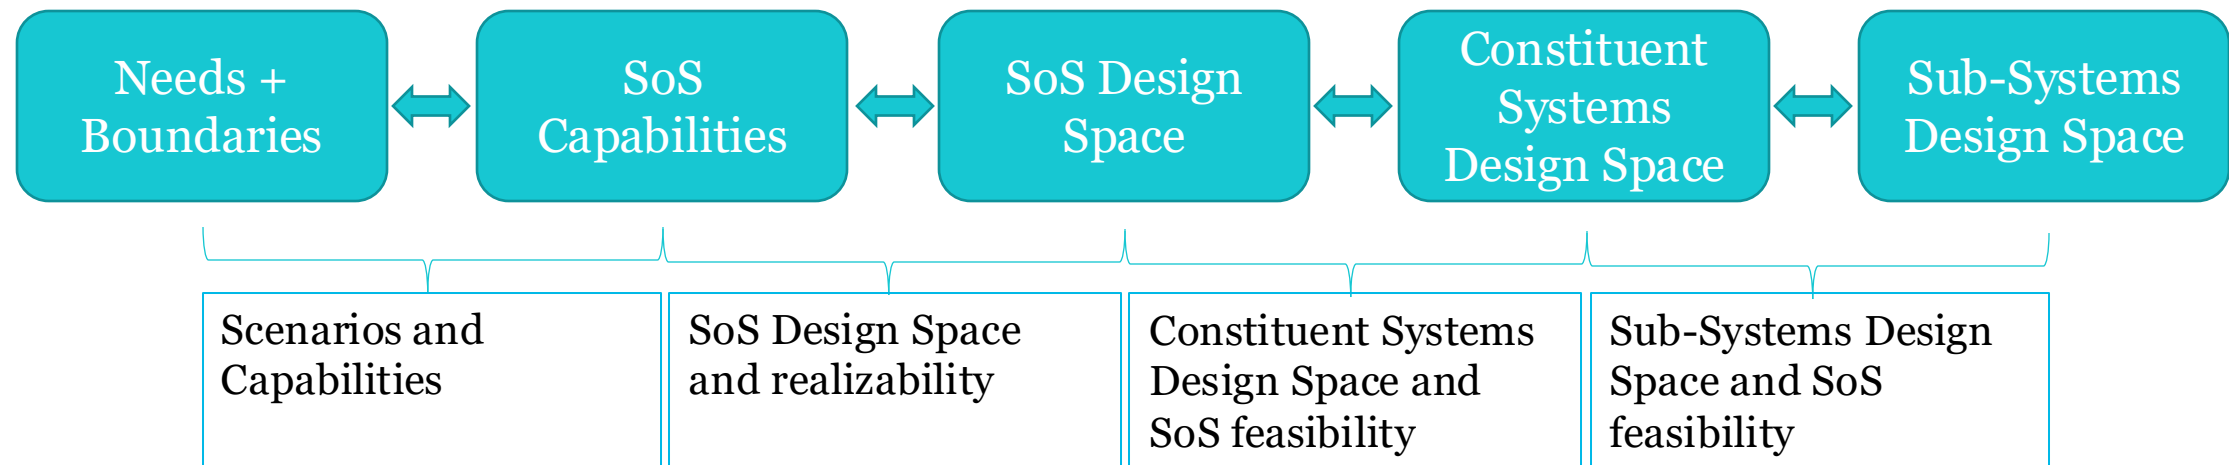 Needs +
Boundaries
SoS
Capabilities
SoS Design
Space
Constituent
Systems
Design Space
Sub-Systems
Design Space
Scenarios and
Capabilities
SoS Design Space
and realizability
Constituent Systems
Design Space and
SoS feasibility
Sub-Systems Design
Space and SoS
feasibility